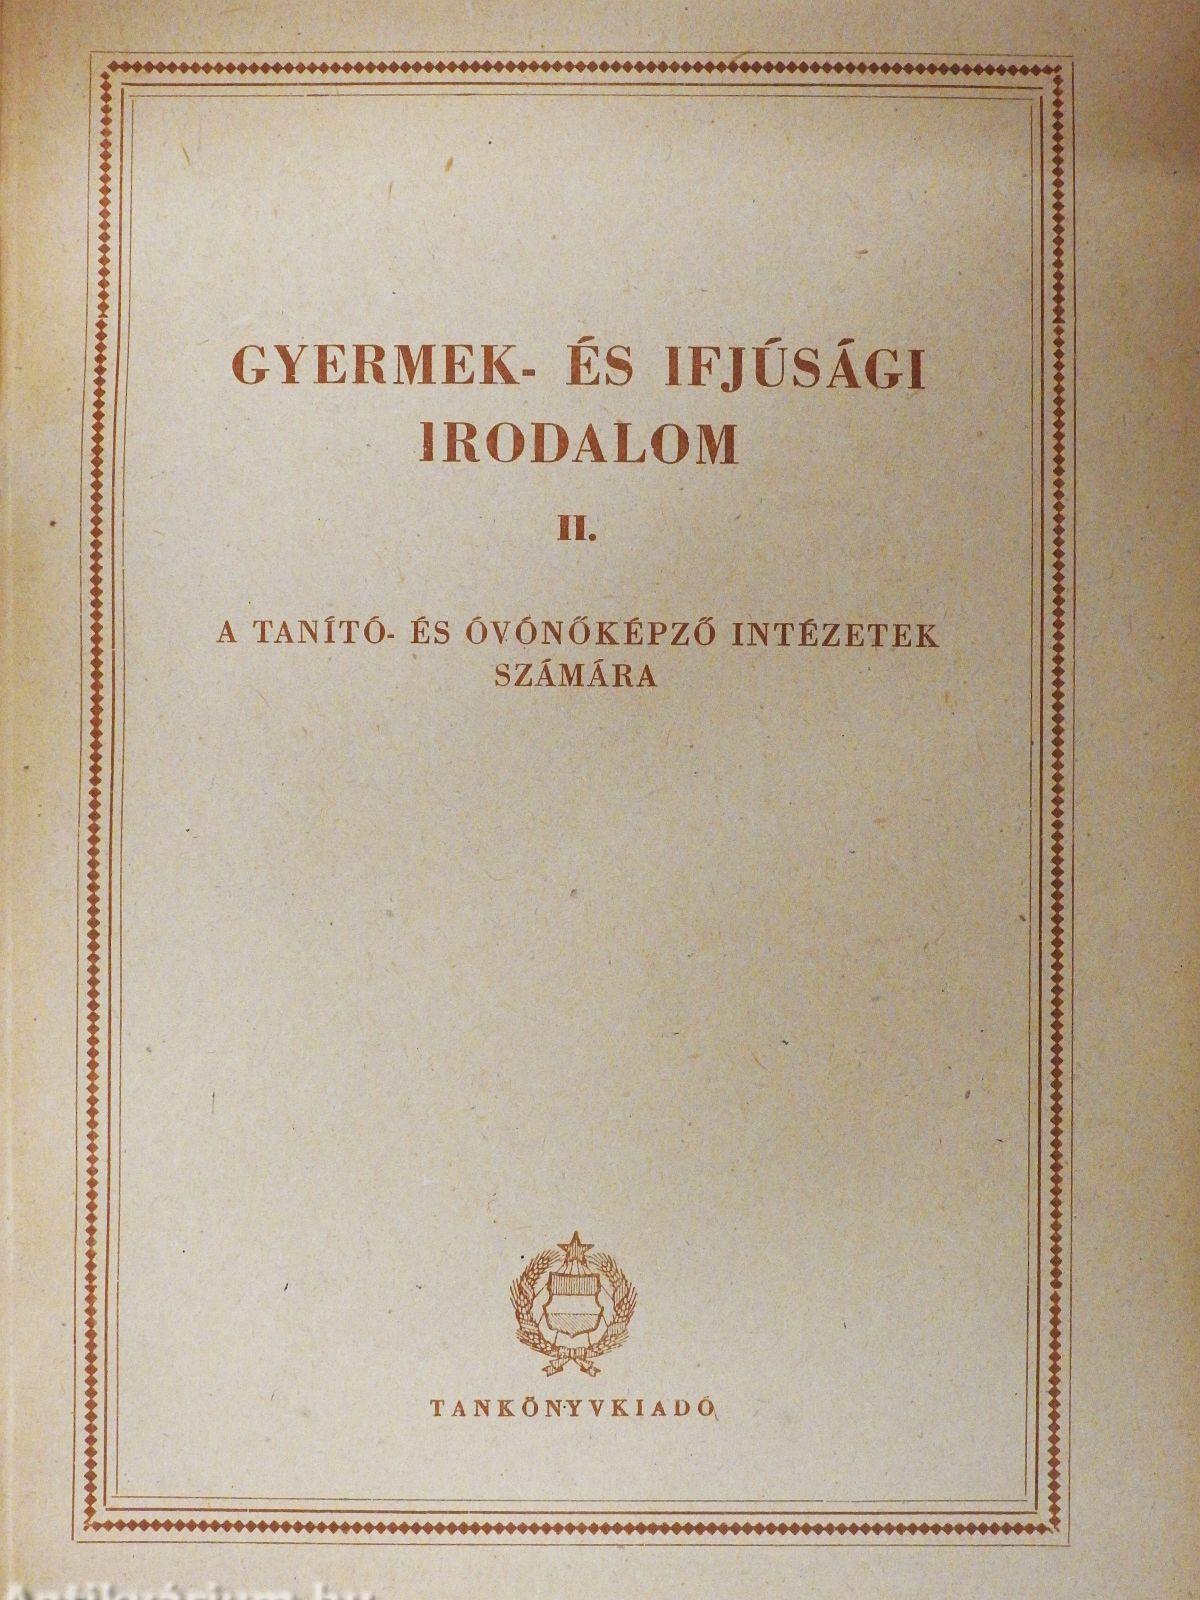 GYERMEK- ÉS IFJÚSÁGI
IRODALOM
II.
A TANÍTÓ- ÉS ÓVÓNŐKÉPZŐ INTÉZETEK
SZÁMÁRA
TANKÖNYVKIADÓ